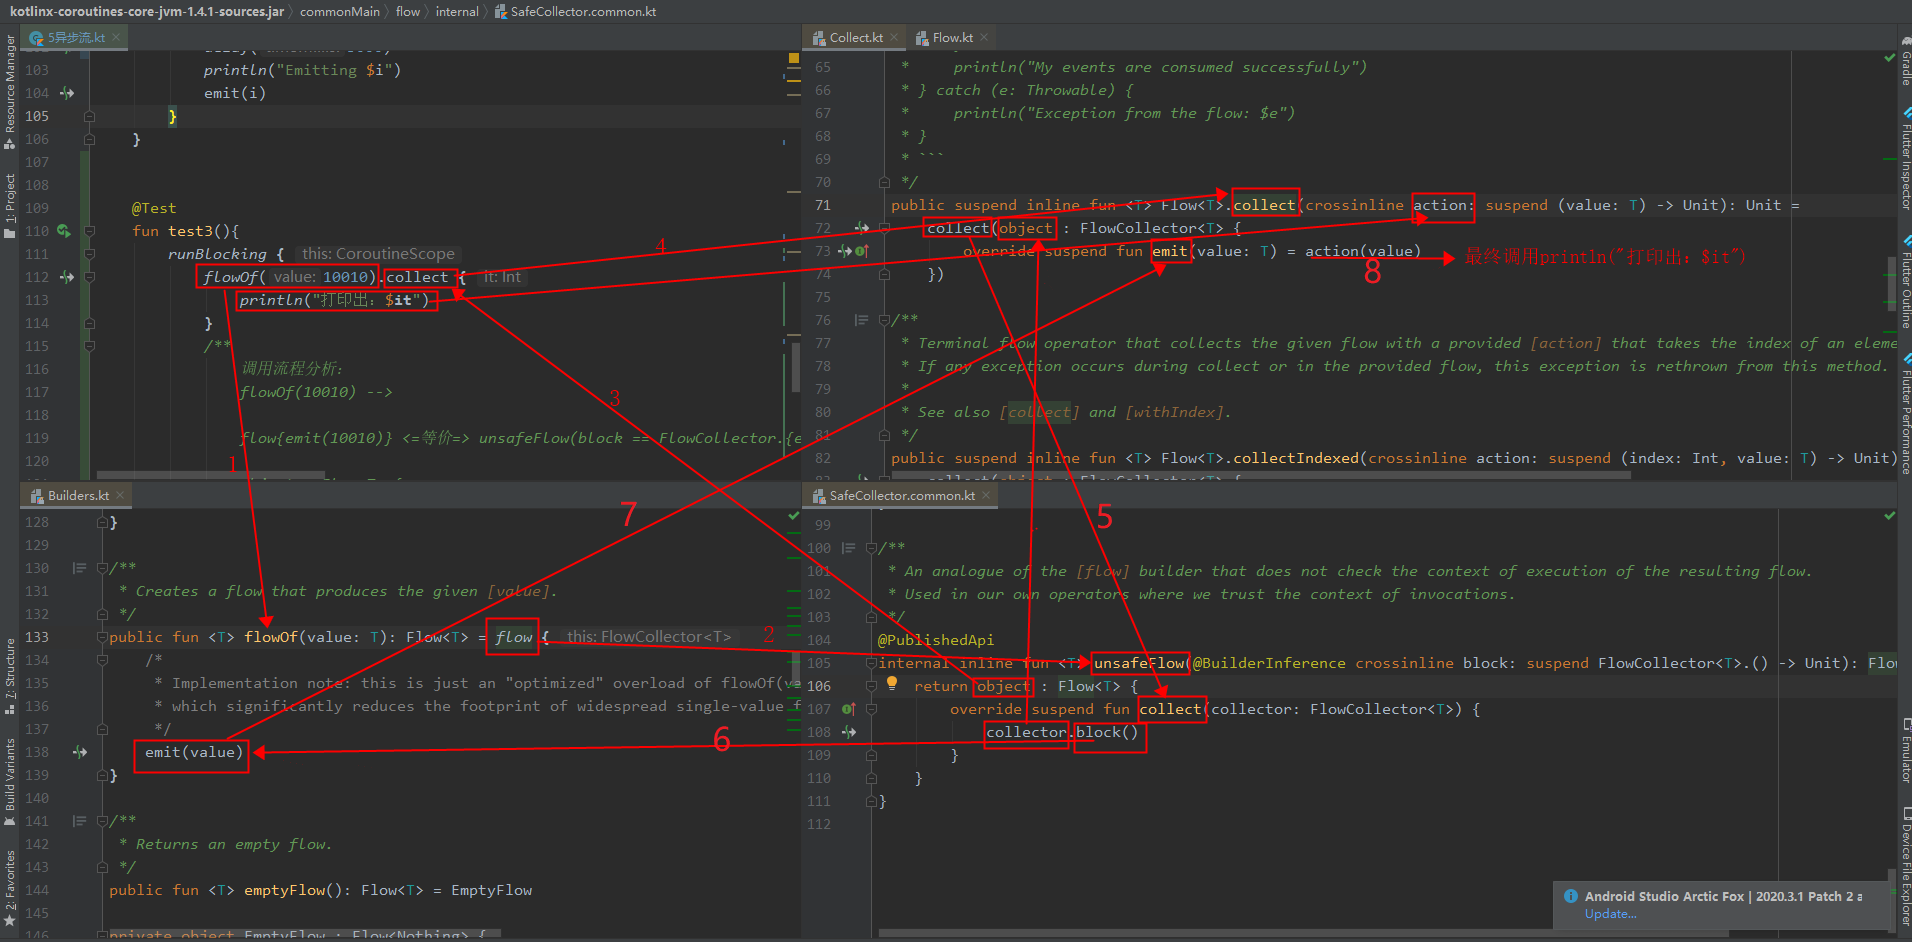 kotlinx-coroutines-core-jvm-1.4.1-sources.jar 〉 commonMain 〉 flow 〉 internal 〉 SafeCollector.common.kt
5异步流.kt ×
103 println("Emitting $i")
104 emit(i)
105 }
106 }
107
108
109 @Test
110 fun test3(){
111 runBlocking { this: CoroutineScope
112 flowOf( value: 10010).collect { it: Int
113 println("打印出：$it")
114 }
115 /**
116 调用流程分析:
117 flowOf(10010) -->
118
119 flow{emit(10010)} <=等价=> unsafeFlow(block == FlowCollector.{e
120
Collect.kt × Flow.kt ×
65 * println("My events are consumed successfully")
66 * } catch (e: Throwable) {
67 * println("Exception from the flow: $e")
68 * }
69 * ```
70 */
71 public suspend inline fun <T> Flow<T>.collect(crossinline action: suspend (value: T) -> Unit): Unit =
72 collect(object : FlowCollector<T> {
73 override suspend fun emit(value: T) = action(value)
最终调用println("打印出：$it")
74 })
75
76 /**
77 * Terminal flow operator that collects the given flow with a provided [action] that takes the index of an eleme
78 * If any exception occurs during collect or in the provided flow, this exception is rethrown from this method.
79 *
80 * See also [collect] and [withIndex].
81 */
82 public suspend inline fun <T> Flow<T>.collectIndexed(crossinline action: suspend (index: Int, value: T) -> Unit)
83 collect(object : FlowCollector<T> {
Builders.kt ×
128 }
129
130 /**
131 * Creates a flow that produces the given [value].
132 */
133 public fun <T> flowOf(value: T): Flow<T> = flow { this: FlowCollector<T>
134 /*
135 * Implementation note: this is just an "optimized" overload of flowOf(v
136 * which significantly reduces the footprint of widespread single-value f
137 */
138 emit(value)
139 }
140
141 /**
142 * Returns an empty flow.
143 */
144 public fun <T> emptyFlow(): Flow<T> = EmptyFlow
145
146 private object EmptyFlow : Flow<Nothing> {
SafeCollector.common.kt ×
99
100 /**
101 * An analogue of the [flow] builder that does not check the context of execution of the resulting flow.
102 * Used in our own operators where we trust the context of invocations.
103 */
104 @PublishedApi
105 internal inline fun <T> unsafeFlow(@BuilderInference crossinline block: suspend FlowCollector<T>.() -> Unit): Flow
106 return object : Flow<T> {
107 override suspend fun collect(collector: FlowCollector<T>) {
108 collector.block()
109 }
110 }
111 }
112
1
2
3
4
5
6
7
8
Resource Manager
1: Project
7: Structure
Build Variants
2: Favorites
Gradle
Flutter Inspector
Flutter Outline
Flutter Performance
Emulator
Device File Explorer
Android Studio Arctic Fox | 2020.3.1 Patch 2 a
Update...